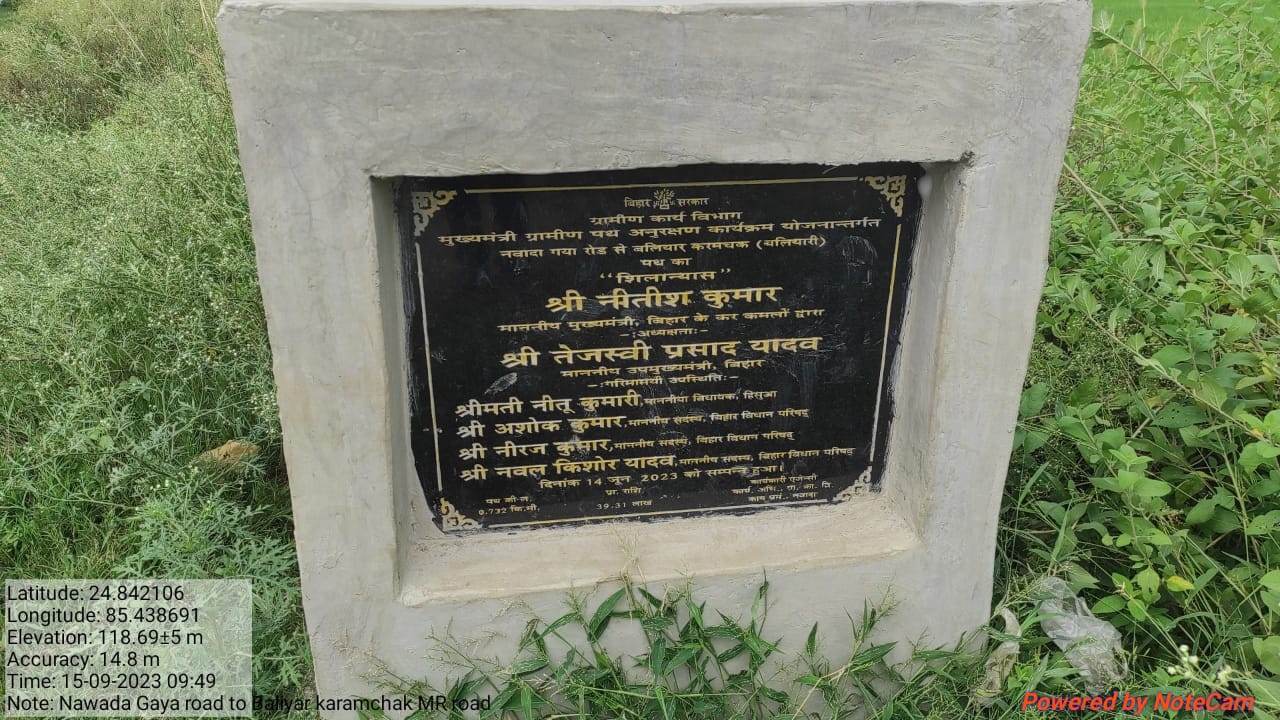 बिहार सरकार
ग्रामीण कार्य विभाग
मुख्यमंत्री ग्रामीण पथ अनुरक्षण कार्यक्रम योजनान्तर्गत
नवादा गया रोड से बलियार करमचक (बलियारी)
पथ का
"शिलान्यास"
श्री नीतीश कुमार
माननीय मुख्यमंत्री, बिहार के कर कमलों द्वारा
-:अध्यक्षता:-
श्री तेजस्वी प्रसाद यादव
माननीय उपमुख्यमंत्री, बिहार
-:गरिमामयी उपस्थिति:-
श्रीमती नीतू कुमारी, माननीया विधायक, हिसुआ
श्री अशोक कुमार, माननीय सदस्य, बिहार विधान परिषद्
श्री नीरज कुमार, माननीय सदस्य, बिहार विधान परिषद्
श्री नवल किशोर यादव, माननीय सदस्य, बिहार विधान परिषद्
दिनांक 14 जून 2023 को सम्पन्न हुआ।
पथ की ल. प्रा. राशि कार्यकारी एजेन्सी
0.732 कि.मी. 39.31 लाख कार्य. अभि., ग्रा. का. वि.
कार्य प्रमं., नवादा
Latitude: 24.842106
Longitude: 85.438691
Elevation: 118.69±5 m
Accuracy: 14.8 m
Time: 15-09-2023 09:49
Note: Nawada Gaya road to Baliyar karamchak MR road
Powered by NoteCam